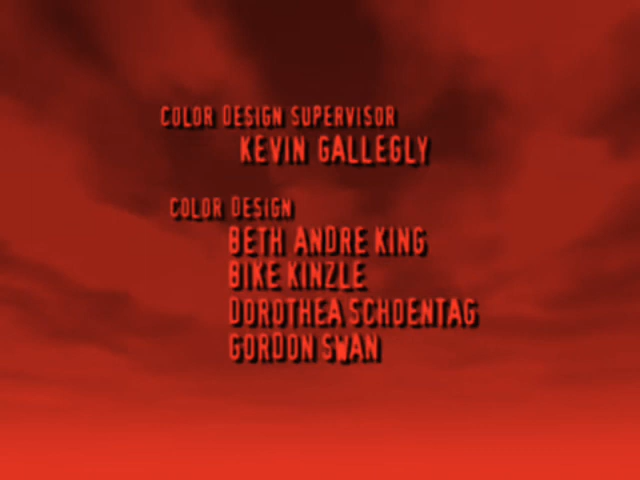 COLOR DESIGN SUPERVISOR
KEVIN GALLEGLY
COLOR DESIGN
BETH ANDRE KING
BIKE KINZLE
DOROTHEA SCHOENTAG
GORDON SWAN